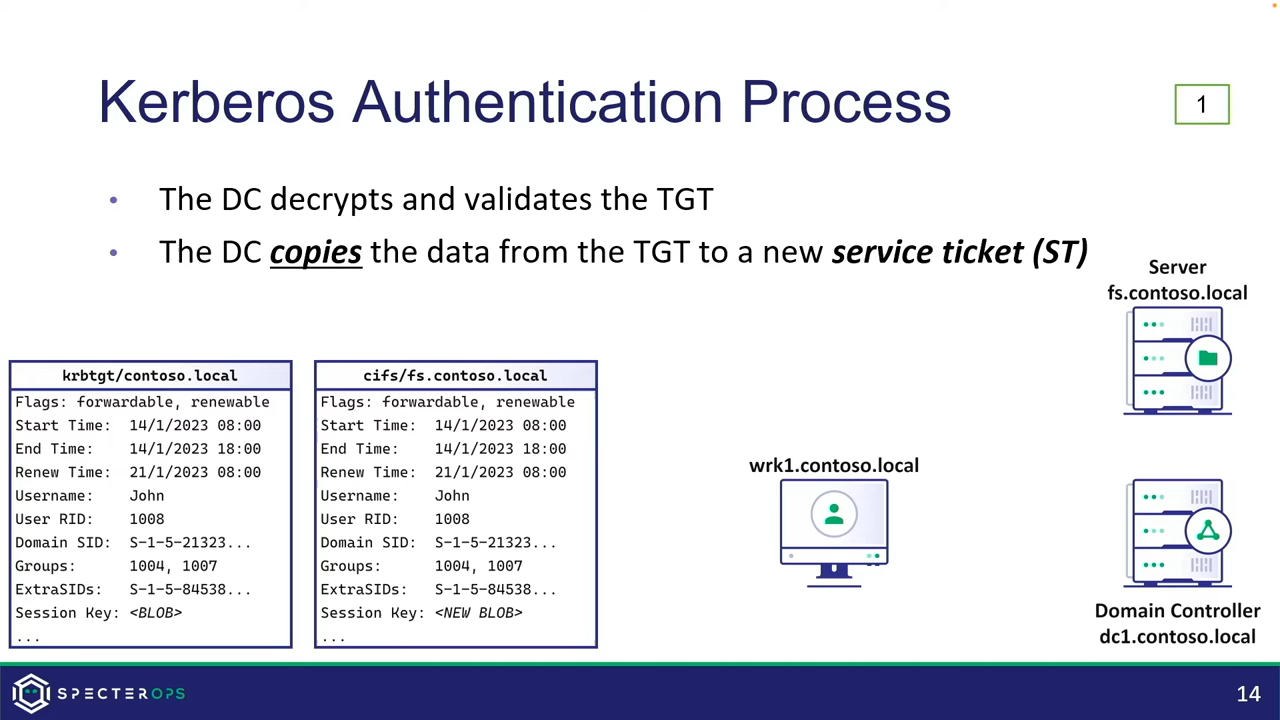 Kerberos Authentication Process
1
• The DC decrypts and validates the TGT
• The DC copies the data from the TGT to a new service ticket (ST)
Server
fs.contoso.local
krbtgt/contoso.local
Flags: forwardable, renewable
Start Time: 14/1/2023 08:00
End Time: 14/1/2023 18:00
Renew Time: 21/1/2023 08:00
Username: John
User RID: 1008
Domain SID: S-1-5-21323...
Groups: 1004, 1007
ExtraSIDs: S-1-5-84538...
Session Key: <BLOB>
...
cifs/fs.contoso.local
Flags: forwardable, renewable
Start Time: 14/1/2023 08:00
End Time: 14/1/2023 18:00
Renew Time: 21/1/2023 08:00
Username: John
User RID: 1008
Domain SID: S-1-5-21323...
Groups: 1004, 1007
ExtraSIDs: S-1-5-84538...
Session Key: <NEW BLOB>
...
wrk1.contoso.local
Domain Controller
dc1.contoso.local
SPECTEROPS
14